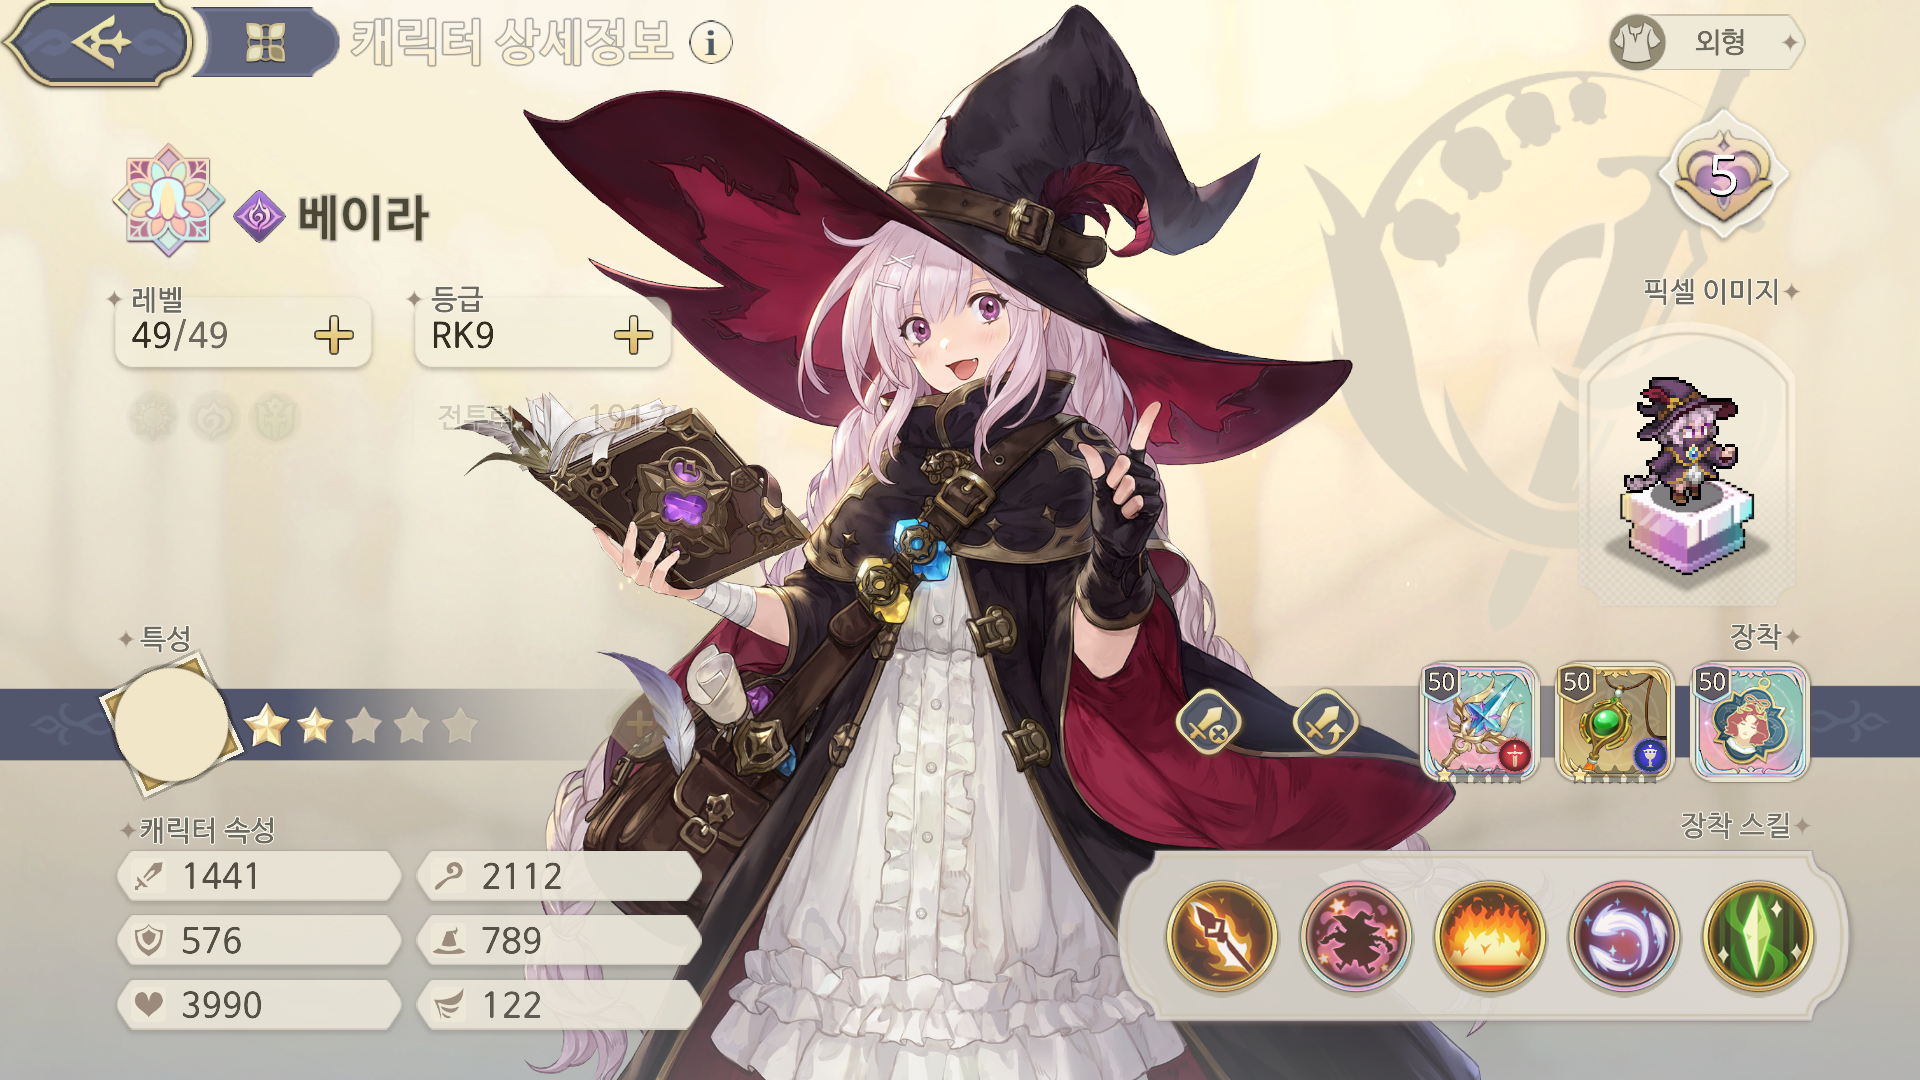 캐릭터 상세정보
외형
5
베이라
레벨
49/49
등급
RK9
픽셀 이미지
특성
장착
50
50
50
캐릭터 속성
1441
2112
576
789
3990
122
장착 스킬